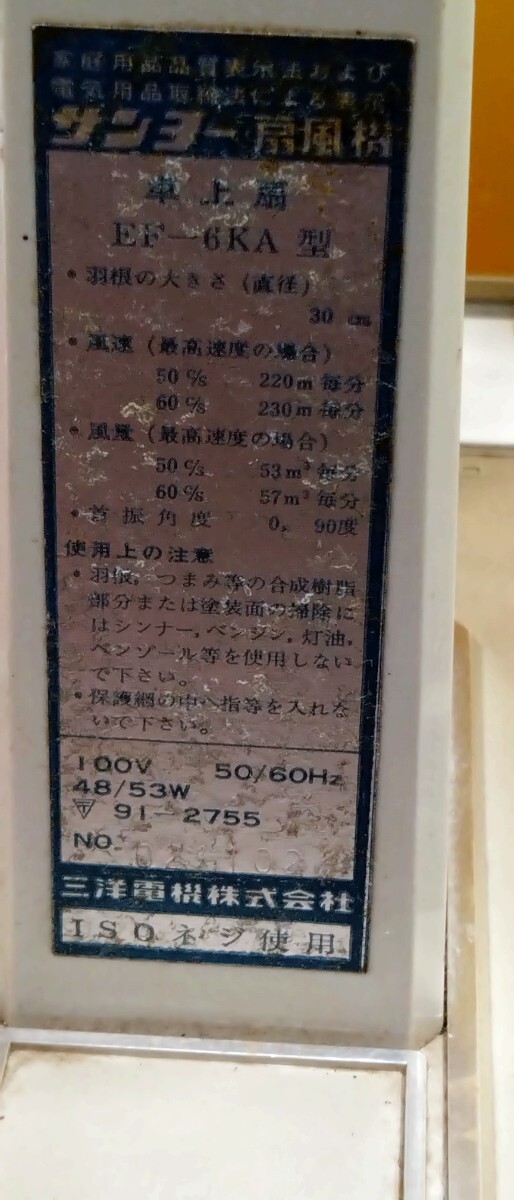 家庭用品品質表示法および
電気用品取締法による表示
サンヨー扇風機
卓上扇
EF-6KA 型
・羽根の大きさ (直径)
30 cm
・風速 (最高速度の場合)
50 c/s 220m 毎分
60 c/s 230m 毎分
・風量 (最高速度の場合)
50 c/s 53m³ 毎分
60 c/s 57m³ 毎分
・首振角度 0, 90度
使用上の注意
・羽根, つまみ等の合成樹脂
部分または塗装面の掃除に
はシンナー, ベンジン, 灯油,
ベンゾール等を使用しない
で下さい。
・保護網の中へ指等を入れな
いで下さい。
100V 50/60Hz
48/53W
▽ 91-2755
NO.
三洋電機株式会社
ISOネジ使用